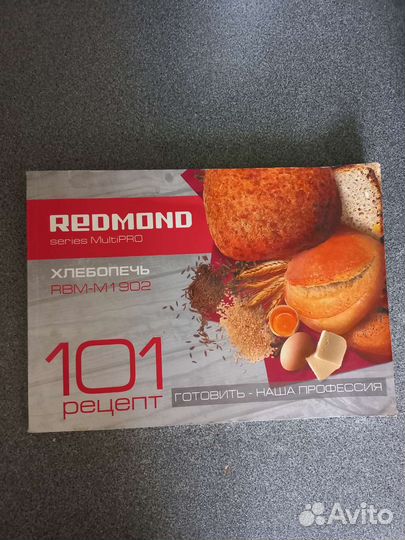 REDMOND
series MultiPRO
ХЛЕБОПЕЧЬ
RBM-M1902
101
рецепт
ГОТОВИТЬ - НАША ПРОФЕССИЯ
Avito